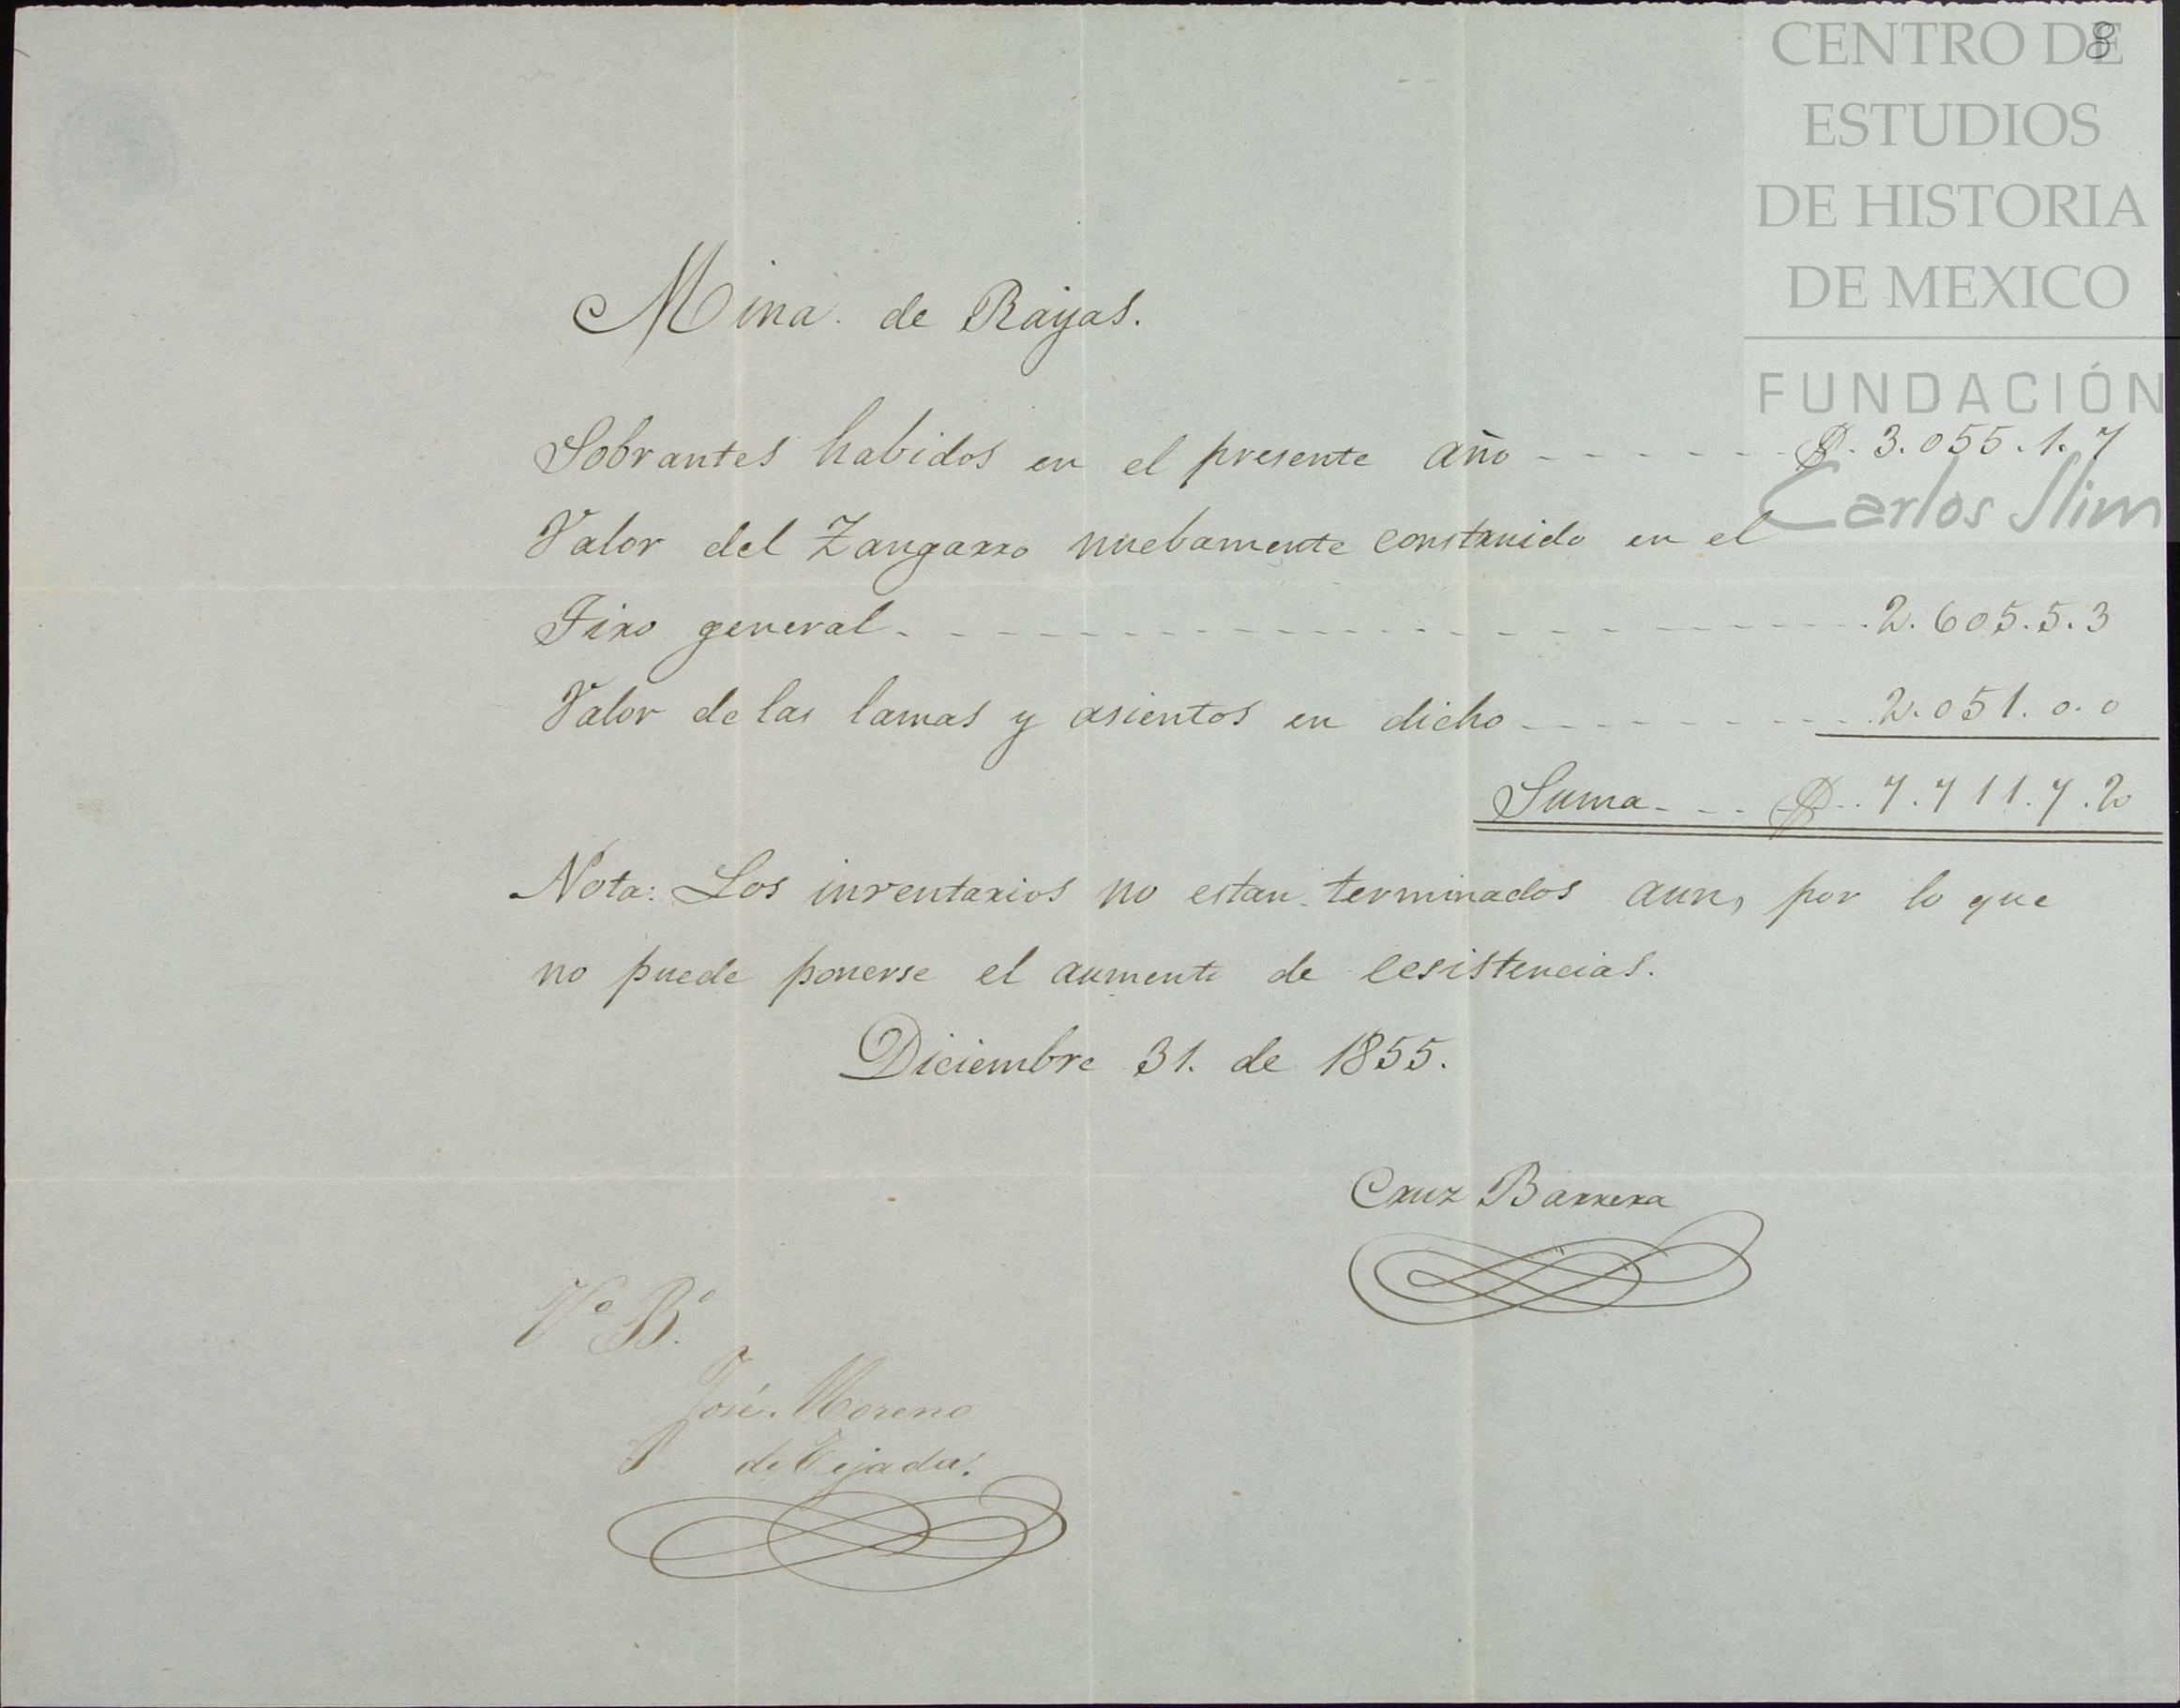 8
CENTRO DE
ESTUDIOS
DE HISTORIA
DE MEXICO
FUNDACIÓN
Carlos Slim
Mina de Rayas.
Sobrantes habidos en el presente año - - - - - - - $. 3.055.1.7
Valor del Zangarro nuebamente construido en el
Tiro general. - - - - - - - - - - - - - - - - - - - 2.605.5.3
Valor de las lamas y asientos en dicho - - - - - - - - 2.051.0.0
Suma - - - $.. 7.711.7.2
Nota: Los inventarios no estan terminados aun, por lo que
no puede ponerse el aumento de ecsistencias.
Diciembre 31. de 1855.
Cruz Barrera
Vo Bo.
José Moreno
de Tejada.